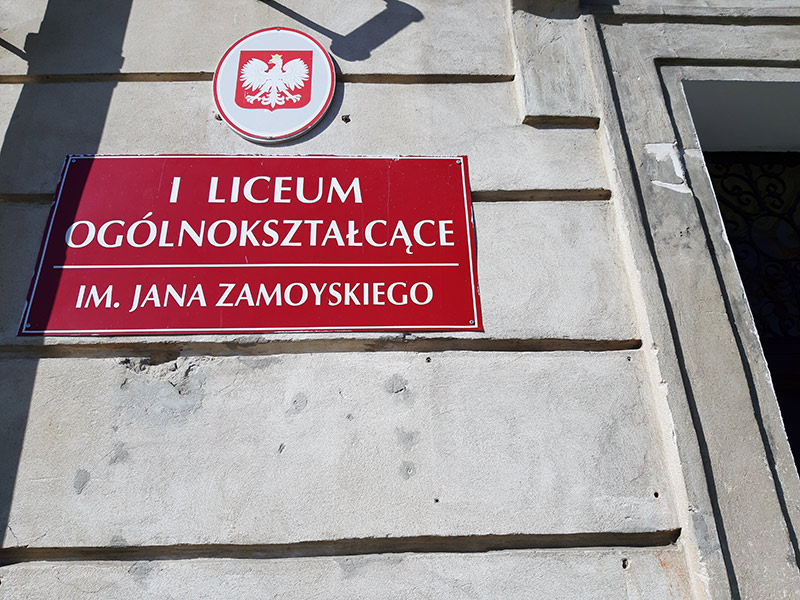 I LICEUM
OGÓLNOKSZTAŁCĄCE
IM. JANA ZAMOYSKIEGO